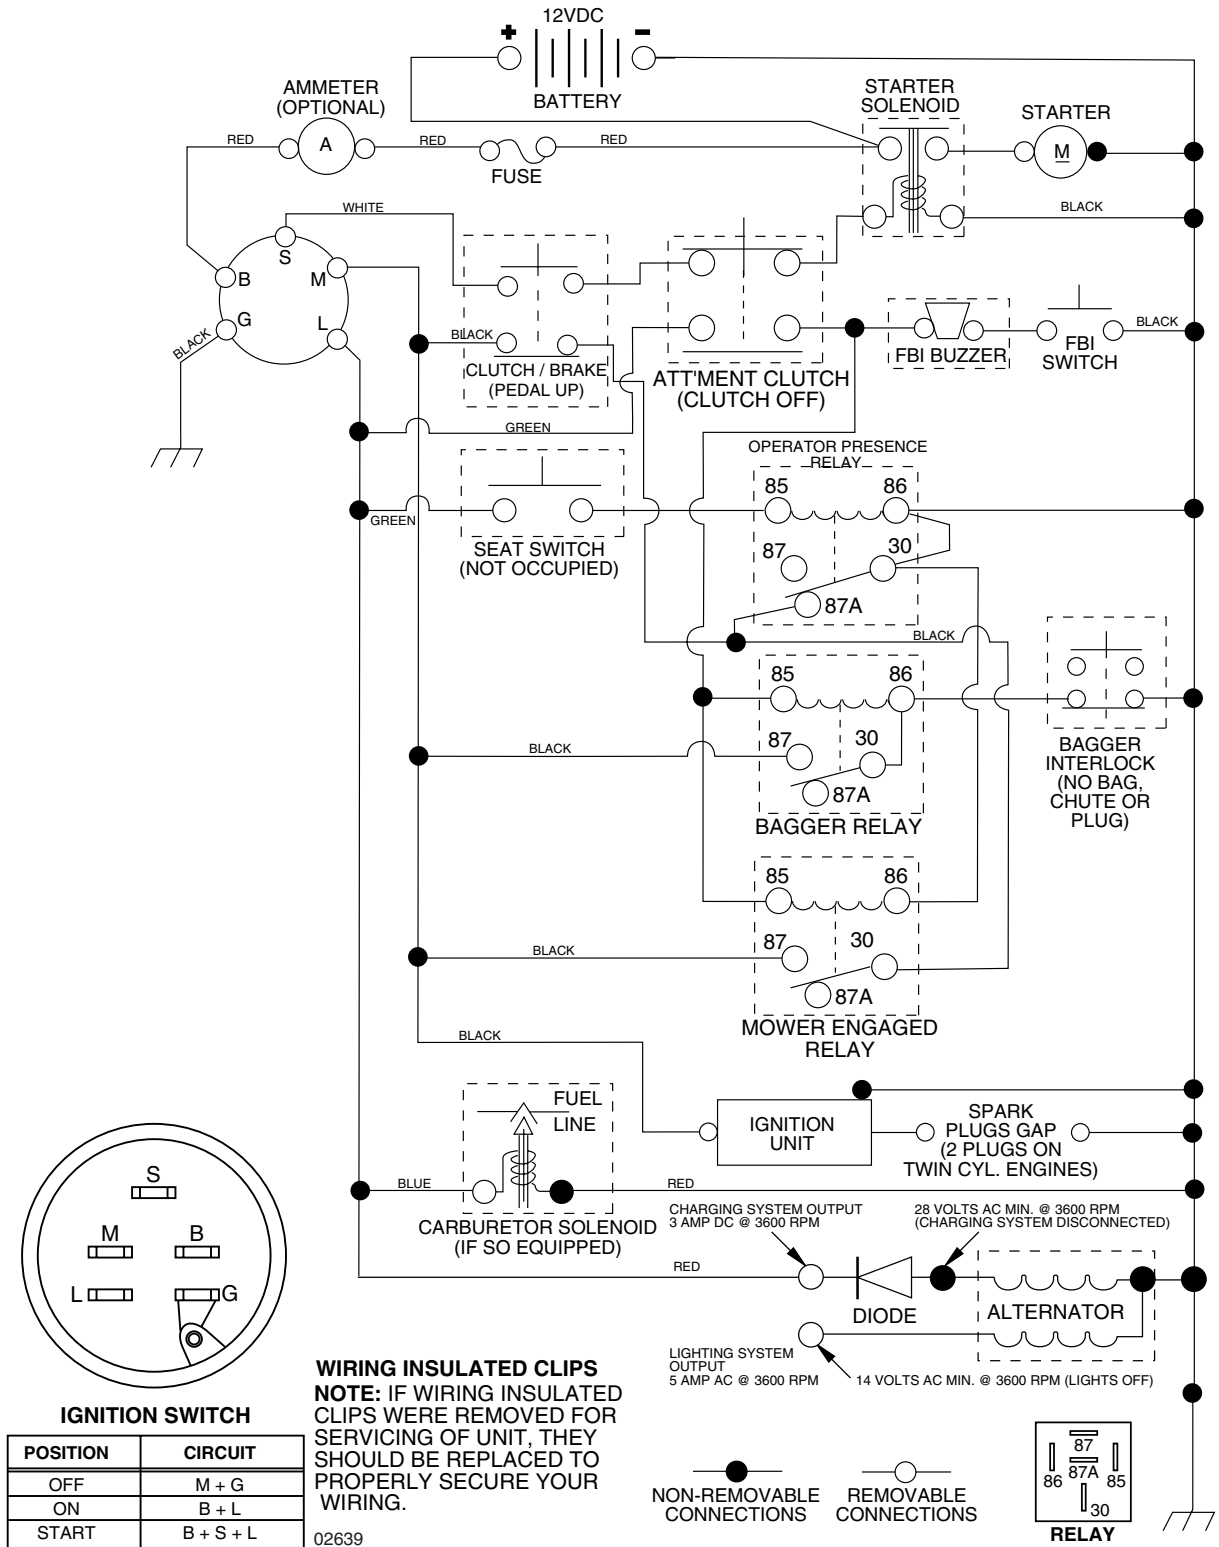 12VDC
+
-
BATTERY
AMMETER
(OPTIONAL)
STARTER
SOLENOID
STARTER
RED
A
RED
RED
M
FUSE
WHITE
BLACK
S
B
M
G
L
BLACK
BLACK
CLUTCH / BRAKE
(PEDAL UP)
ATT'MENT CLUTCH
(CLUTCH OFF)
FBI BUZZER
FBI
SWITCH
BLACK
GREEN
OPERATOR PRESENCE
RELAY
85
86
GREEN
SEAT SWITCH
(NOT OCCUPIED)
87
30
87A
BLACK
85
86
BLACK
87
30
87A
BAGGER RELAY
BAGGER
INTERLOCK
(NO BAG,
CHUTE OR
PLUG)
85
86
BLACK
87
30
87A
MOWER ENGAGED
RELAY
BLACK
FUEL
LINE
IGNITION
UNIT
SPARK
PLUGS GAP
(2 PLUGS ON
TWIN CYL. ENGINES)
BLUE
RED
CARBURETOR SOLENOID
(IF SO EQUIPPED)
CHARGING SYSTEM OUTPUT
3 AMP DC @ 3600 RPM
28 VOLTS AC MIN. @ 3600 RPM
(CHARGING SYSTEM DISCONNECTED)
RED
DIODE
ALTERNATOR
LIGHTING SYSTEM
OUTPUT
5 AMP AC @ 3600 RPM
14 VOLTS AC MIN. @ 3600 RPM (LIGHTS OFF)
S
M
B
L
G
IGNITION SWITCH
POSITION CIRCUIT
OFF M + G
ON B + L
START B + S + L
WIRING INSULATED CLIPS
NOTE: IF WIRING INSULATED
CLIPS WERE REMOVED FOR
SERVICING OF UNIT, THEY
SHOULD BE REPLACED TO
PROPERLY SECURE YOUR
WIRING.
02639
NON-REMOVABLE
CONNECTIONS
REMOVABLE
CONNECTIONS
87
86
87A
85
30
RELAY